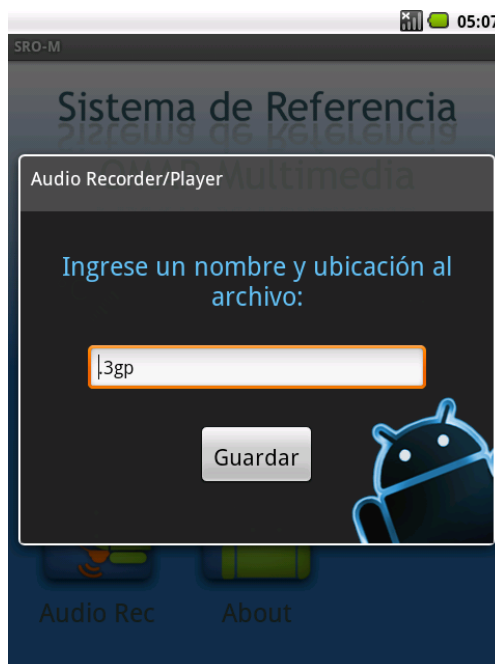 05:07
SRO-M
Sistema de Referencia
OMAP Multimedia
Audio Recorder/Player
Ingrese un nombre y ubicación al
archivo:
.3gp
Guardar
Audio Rec
About